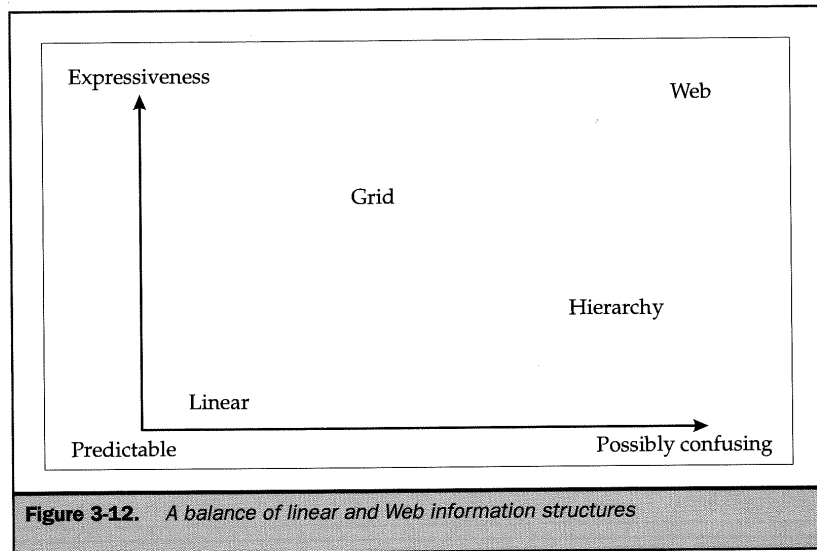 Expressiveness
Web
Grid
Hierarchy
Linear
Predictable
Possibly confusing
Figure 3-12. A balance of linear and Web information structures